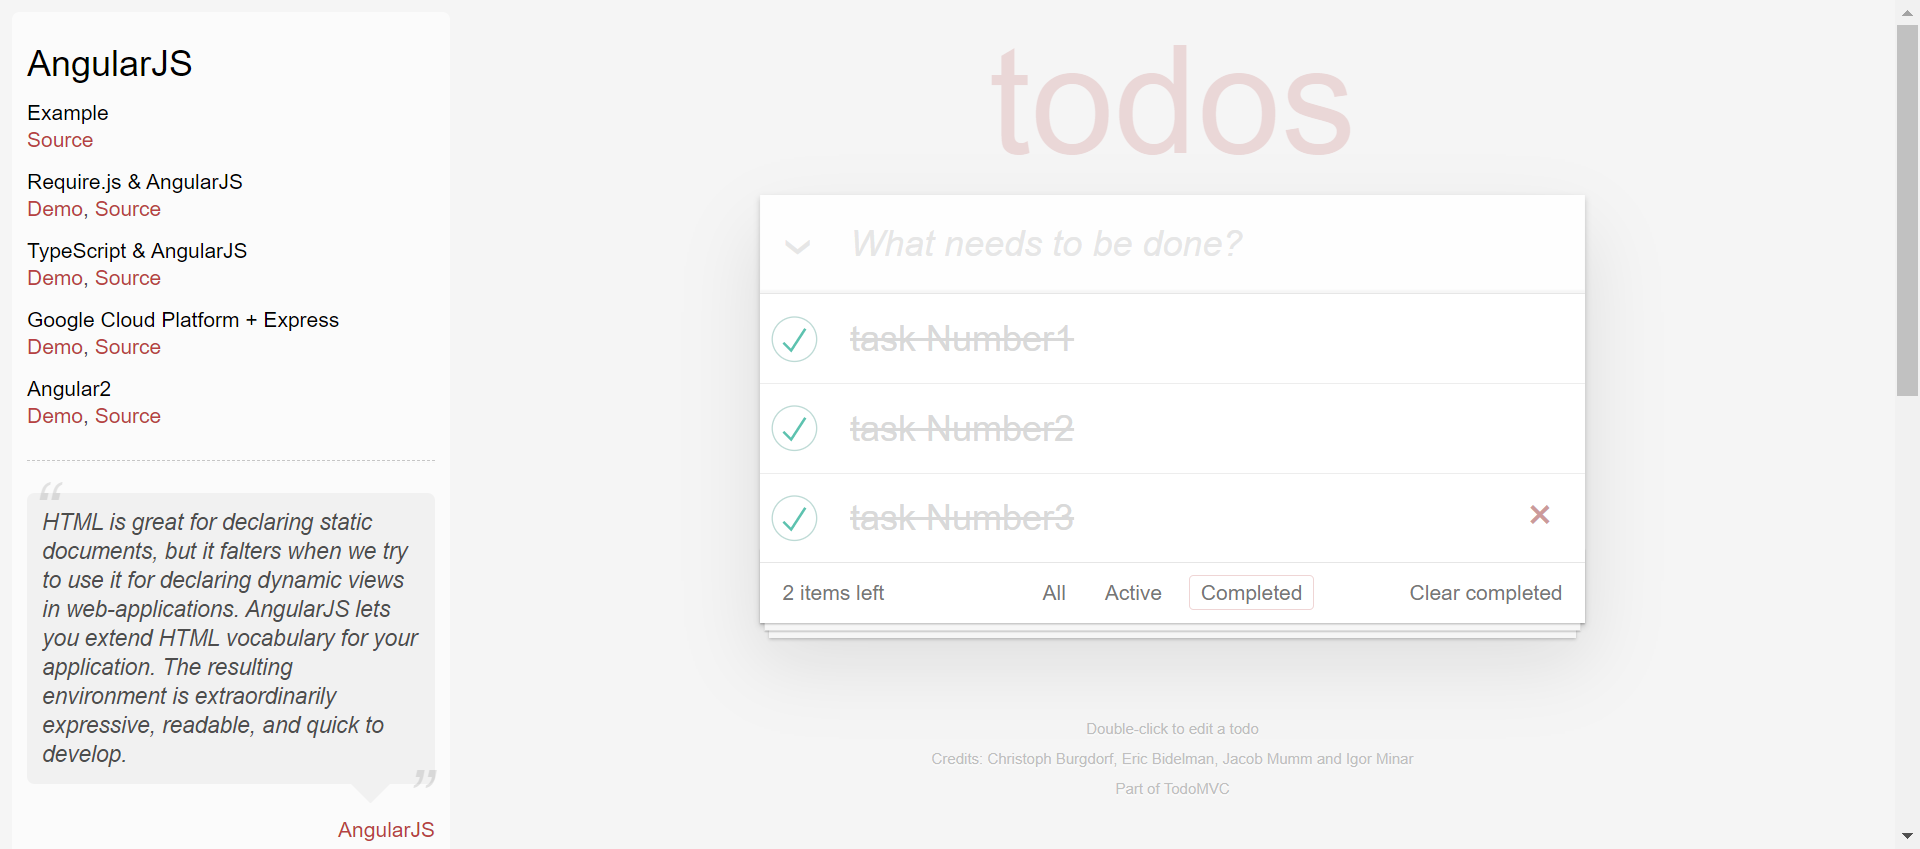 AngularJS
Example
Source
Require.js & AngularJS
Demo, Source
TypeScript & AngularJS
Demo, Source
Google Cloud Platform + Express
Demo, Source
Angular2
Demo, Source
“
HTML is great for declaring static
documents, but it falters when we try
to use it for declaring dynamic views
in web-applications. AngularJS lets
you extend HTML vocabulary for your
application. The resulting
environment is extraordinarily
expressive, readable, and quick to
develop.
”
AngularJS
todos
What needs to be done?
task Number1
task Number2
task Number3
2 items left All Active Completed Clear completed
Double-click to edit a todo
Credits: Christoph Burgdorf, Eric Bidelman, Jacob Mumm and Igor Minar
Part of TodoMVC